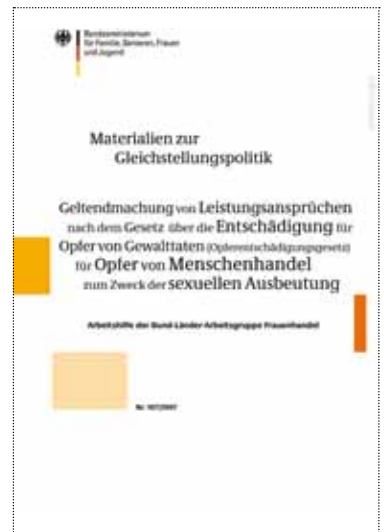 Bundesministerium
für Familie, Senioren, Frauen
und Jugend
Materialien zur
Gleichstellungspolitik
Geltendmachung von Leistungsansprüchen
nach dem Gesetz über die Entschädigung für
Opfer von Gewalttaten (Opferentschädigungsgesetz)
für Opfer von Menschenhandel
zum Zweck der sexuellen Ausbeutung
Arbeitshilfe der Bund-Länder-Arbeitsgruppe Frauenhandel
Nr.